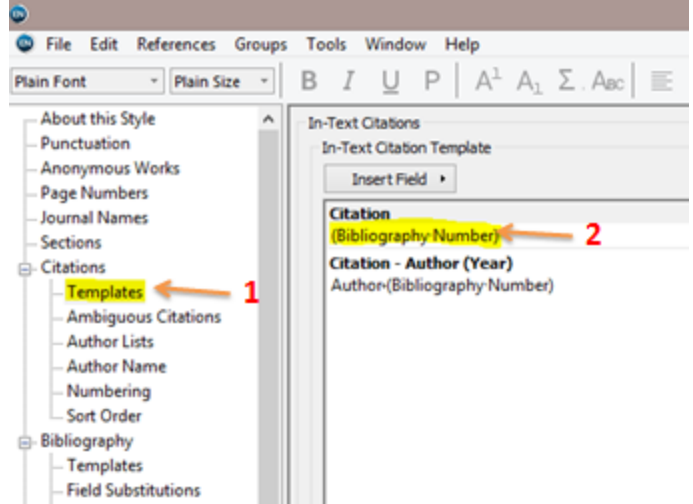 CN
CN File Edit References Groups Tools Window Help
Plain Font Plain Size B I U P A¹ A₁ Σ ABC
About this Style
Punctuation
Anonymous Works
Page Numbers
Journal Names
Sections
Citations
Templates 1
Ambiguous Citations
Author Lists
Author Name
Numbering
Sort Order
Bibliography
Templates
Field Substitutions
In-Text Citations
In-Text Citation Template
Insert Field
Citation
(Bibliography·Number) 2
Citation - Author (Year)
Author·(Bibliography·Number)